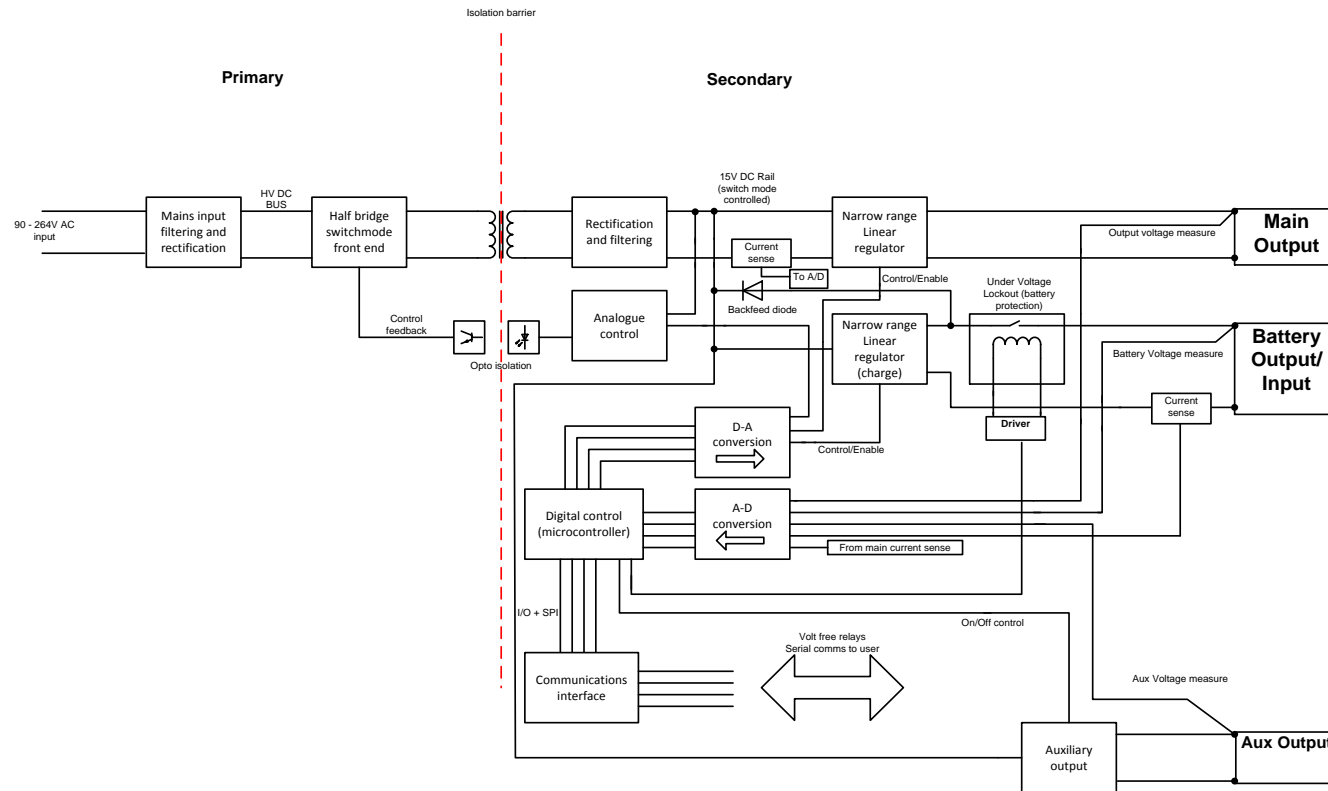 Isolation barrier
Primary
Secondary
90 - 264V AC
input
Mains input
filtering and
rectification
HV DC
BUS
Half bridge
switchmode
front end
Rectification
and filtering
15V DC Rail
(switch mode
controlled)
Current
sense
To A/D
Narrow range
Linear
regulator
Output voltage measure
Main
Output
Control/Enable
Backfeed diode
Under Voltage
Lockout (battery
protection)
Control
feedback
Opto isolation
Analogue
control
Narrow range
Linear
regulator
(charge)
Battery Voltage measure
Battery
Output/
Input
Current
sense
Driver
D-A
conversion
Control/Enable
Digital control
(microcontroller)
A-D
conversion
From main current sense
I/O + SPI
On/Off control
Volt free relays
Serial comms to user
Communications
interface
Aux Voltage measure
Auxiliary
output
Aux Output